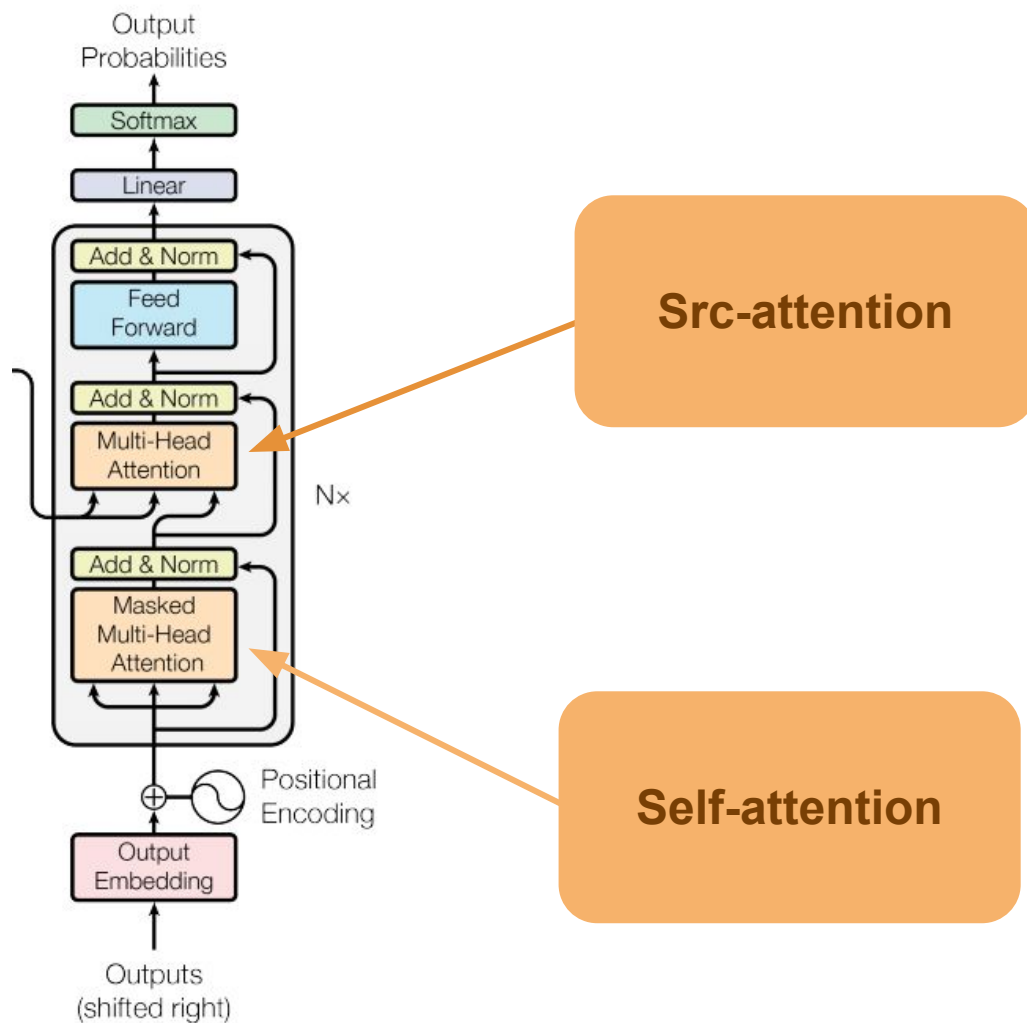 Output
Probabilities
Softmax
Linear
Add & Norm
Feed
Forward
Add & Norm
Multi-Head
Attention
N×
Add & Norm
Masked
Multi-Head
Attention
Positional
Encoding
Output
Embedding
Outputs
(shifted right)
Src-attention
Self-attention